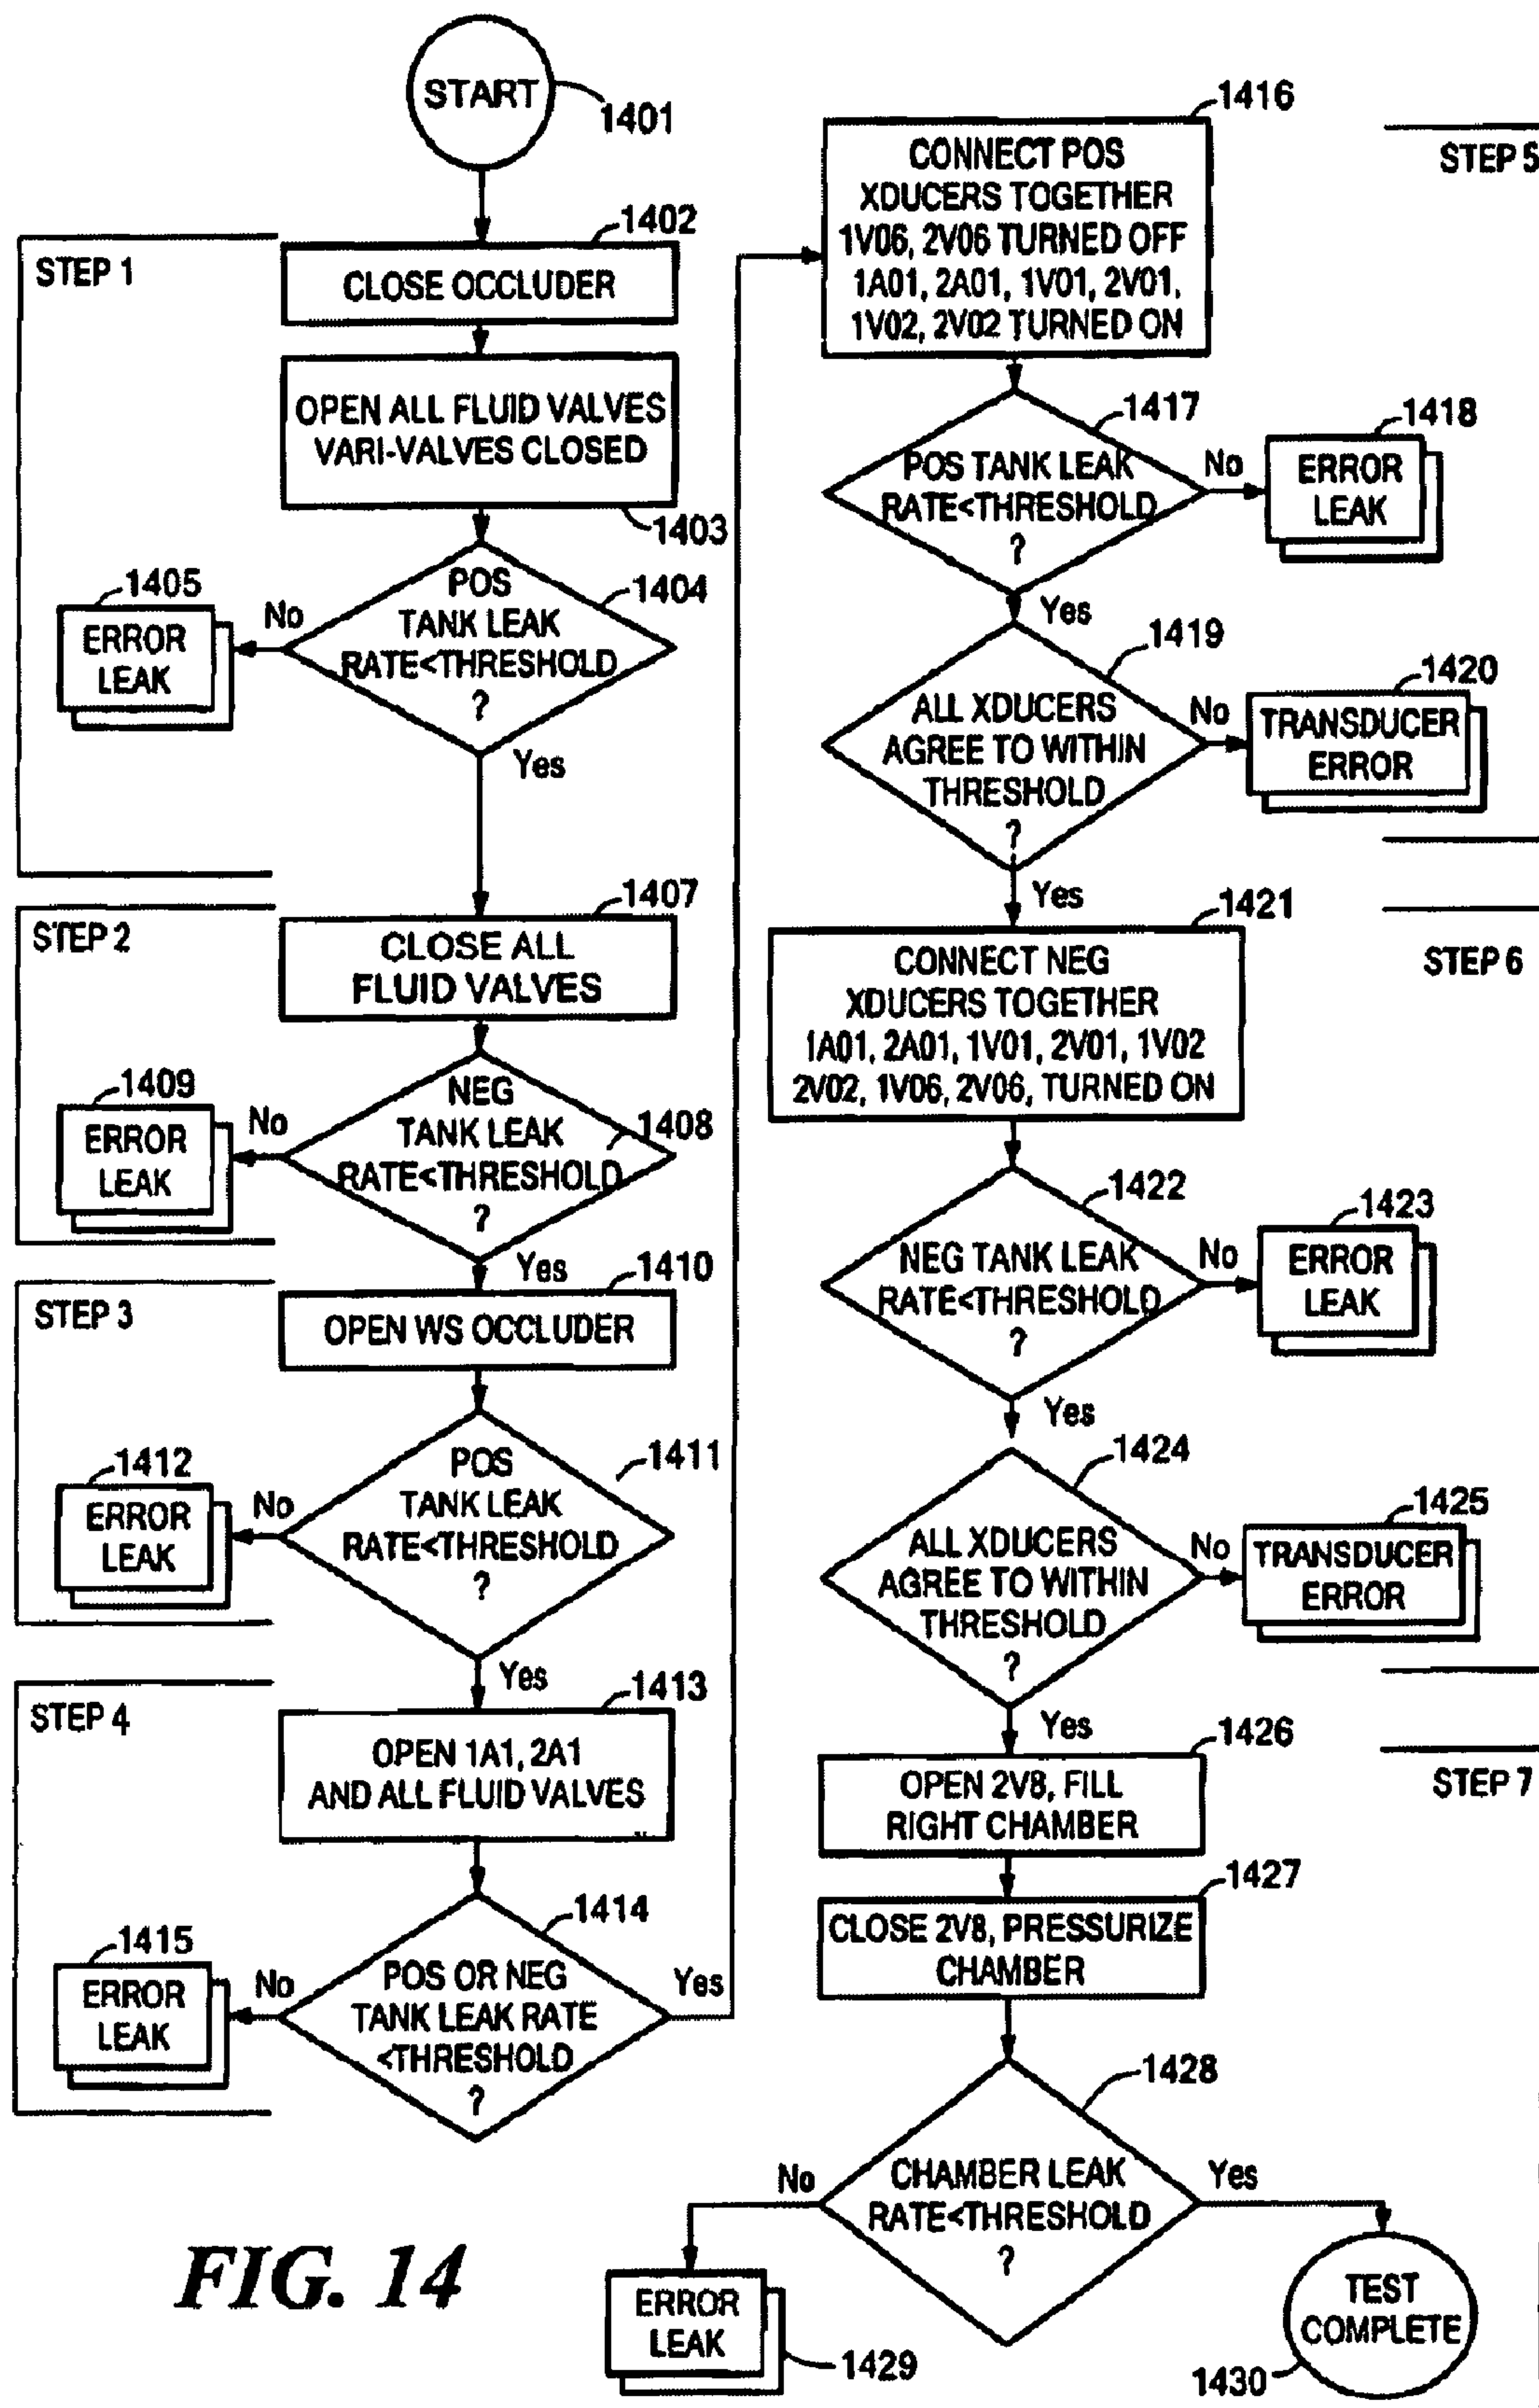 START
1401
1402
STEP 1
CLOSE OCCLUDER
OPEN ALL FLUID VALVES
VARI-VALVES CLOSED
1403
1404
POS
TANK LEAK
RATE<THRESHOLD
?
No
1405
ERROR
LEAK
Yes
1407
STEP 2
CLOSE ALL
FLUID VALVES
1408
NEG
TANK LEAK
RATE<THRESHOLD
?
No
1409
ERROR
LEAK
Yes
1410
STEP 3
OPEN WS OCCLUDER
1411
POS
TANK LEAK
RATE<THRESHOLD
?
No
1412
ERROR
LEAK
Yes
1413
STEP 4
OPEN 1A1, 2A1
AND ALL FLUID VALVES
1414
POS OR NEG
TANK LEAK RATE
<THRESHOLD
?
No
1415
ERROR
LEAK
Yes
1416
STEP 5
CONNECT POS
XDUCERS TOGETHER
1V06, 2V06 TURNED OFF
1A01, 2A01, 1V01, 2V01,
1V02, 2V02 TURNED ON
1417
POS TANK LEAK
RATE<THRESHOLD
?
No
1418
ERROR
LEAK
Yes
1419
ALL XDUCERS
AGREE TO WITHIN
THRESHOLD
?
No
1420
TRANSDUCER
ERROR
Yes
1421
STEP 6
CONNECT NEG
XDUCERS TOGETHER
1A01, 2A01, 1V01, 2V01, 1V02
2V02, 1V06, 2V06, TURNED ON
1422
NEG TANK LEAK
RATE<THRESHOLD
?
No
1423
ERROR
LEAK
Yes
1424
ALL XDUCERS
AGREE TO WITHIN
THRESHOLD
?
No
1425
TRANSDUCER
ERROR
Yes
1426
STEP 7
OPEN 2V8, FILL
RIGHT CHAMBER
1427
CLOSE 2V8, PRESSURIZE
CHAMBER
1428
CHAMBER LEAK
RATE<THRESHOLD
?
No
Yes
ERROR
LEAK
1429
TEST
COMPLETE
1430
FIG. 14